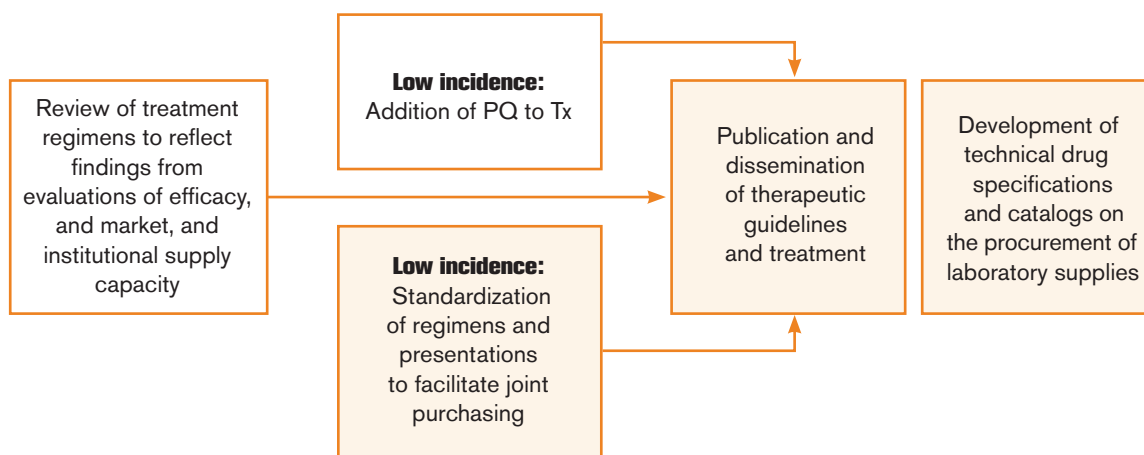 Review of treatment
regimens to reflect
findings from
evaluations of efficacy,
and market, and
institutional supply
capacity
Low incidence:
Addition of PQ to Tx
Low incidence:
Standardization
of regimens and
presentations
to facilitate joint
purchasing
Publication and
dissemination
of therapeutic
guidelines
and treatment
Development of
technical drug
specifications
and catalogs on
the procurement of
laboratory supplies